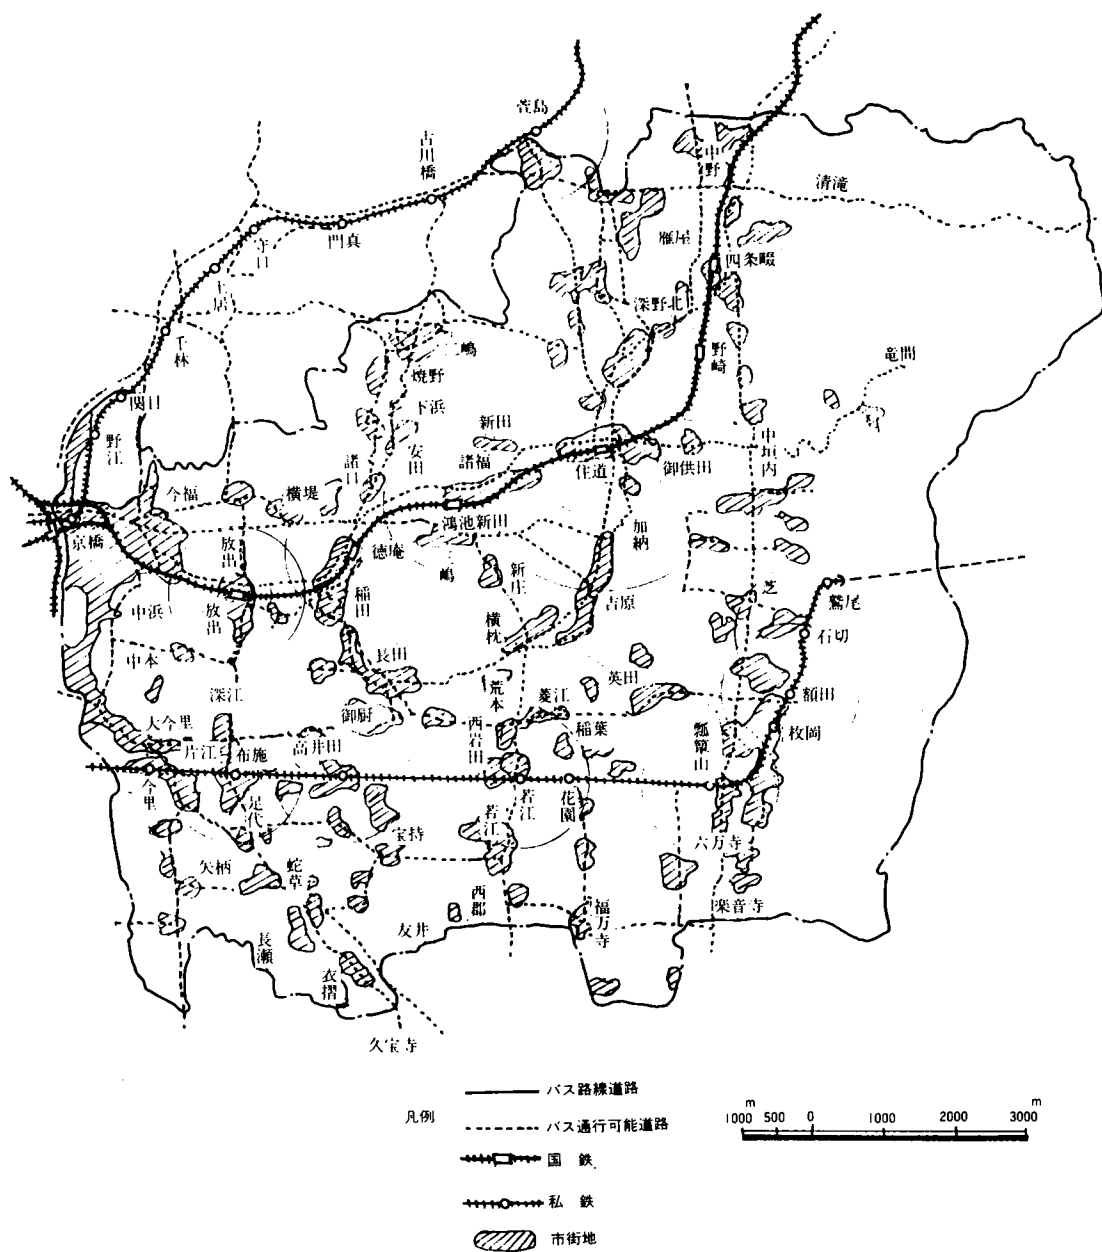 萱島
古川橋
中野
清滝
雁屋
門真
守口
土居
四条畷
深野北
千林
嶋
焼野
野崎
竜間
関目
下浜
野江
新田
安田
諸福
諸口
中垣内
住道
御供田
今福
横堤
鴻池新田
京橋
放出
徳庵
加納
嶋
新庄
中浜
放出
稲田
吉原
芝
鷲尾
横枕
石切
中本
長田
深江
荒本
英田
菱江
額田
御厨
大今里
西岩田
稲葉
瓢箪山
枚岡
片江
布施
高井田
今里
足代
若江
花園
若江
宝持
六万寺
矢柄
蛇草
西郡
福万寺
楽音寺
友井
長瀬
衣摺
久宝寺
凡例
バス路線道路
バス通行可能道路
国鉄
私鉄
市街地
m
m
1000 500 0 1000 2000 3000